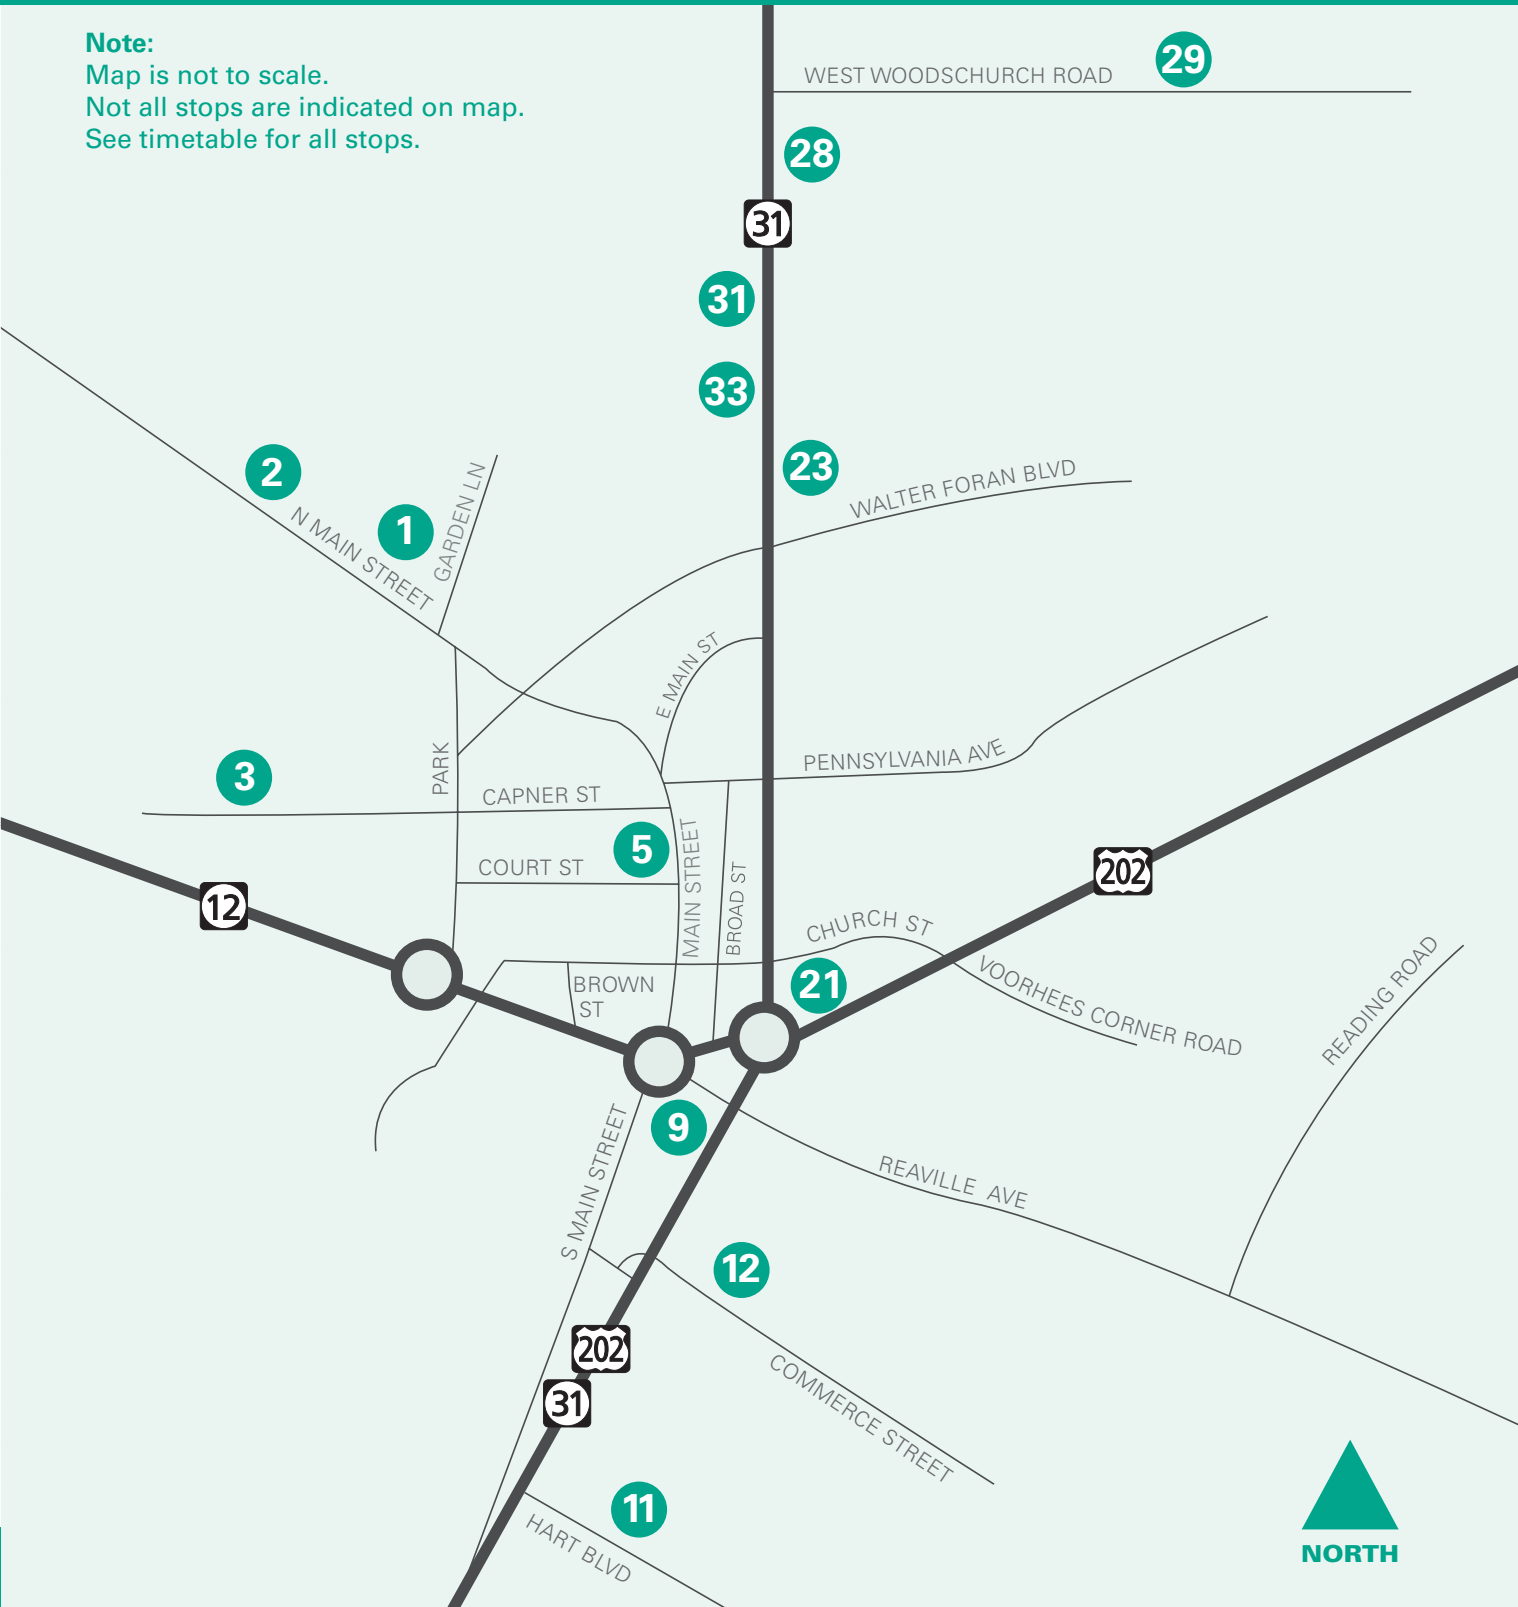 Note:
Map is not to scale.
Not all stops are indicated on map.
See timetable for all stops.
29
WEST WOODSCHURCH ROAD
28
31
31
33
23
WALTER FORAN BLVD
2
1
GARDEN LN
N MAIN STREET
E MAIN ST
PARK
PENNSYLVANIA AVE
3
CAPNER ST
5
COURT ST
MAIN STREET
BROAD ST
202
12
CHURCH ST
VOORHEES CORNER ROAD
READING ROAD
BROWN
ST
21
9
S MAIN STREET
REAVILLE AVE
12
202
31
COMMERCE STREET
11
HART BLVD
NORTH